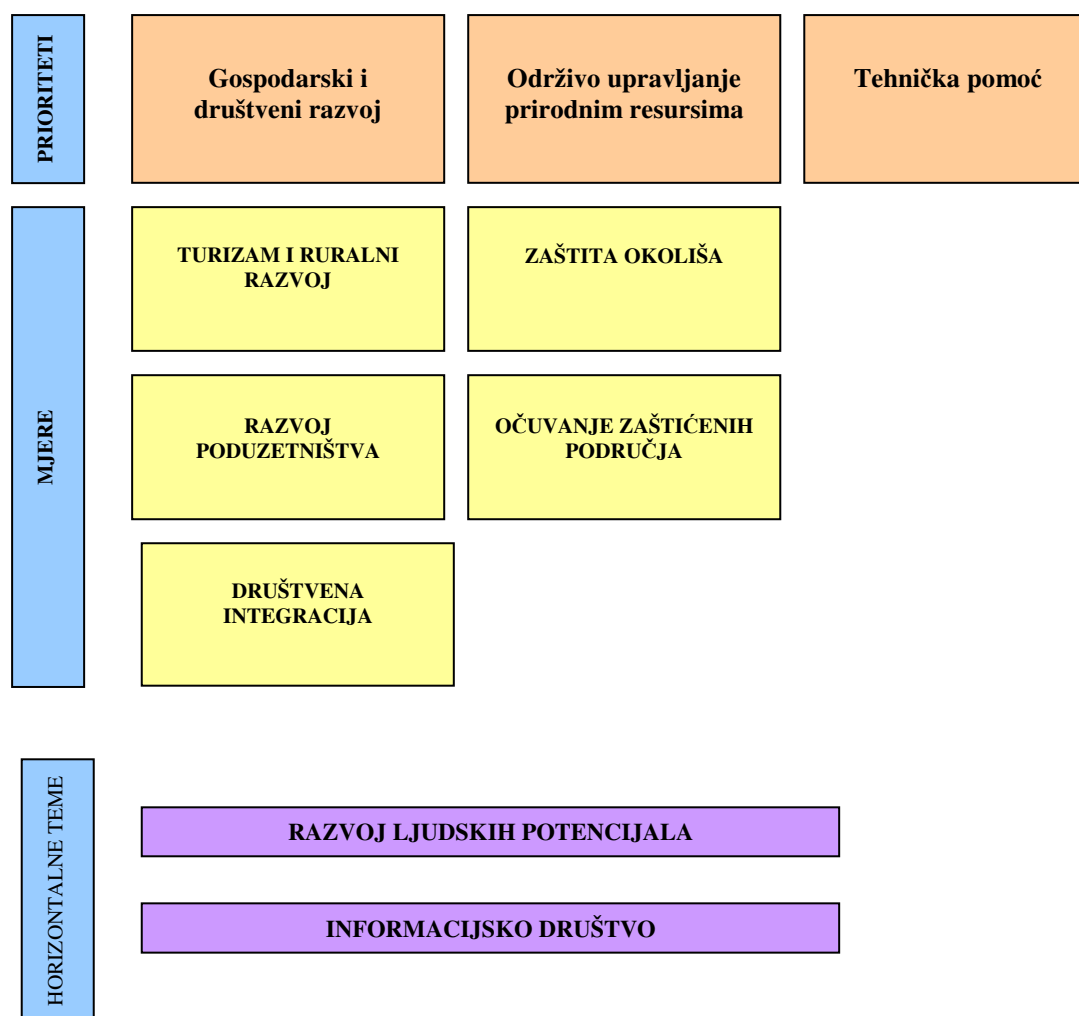 PRIORITETI
Gospodarski i
društveni razvoj
Održivo upravljanje
prirodnim resursima
Tehnička pomoć
MJERE
TURIZAM I RURALNI
RAZVOJ
ZAŠTITA OKOLIŠA
RAZVOJ
PODUZETNIŠTVA
OČUVANJE ZAŠTIĆENIH
PODRUČJA
DRUŠTVENA
INTEGRACIJA
HORIZONTALNE TEME
RAZVOJ LJUDSKIH POTENCIJALA
INFORMACIJSKO DRUŠTVO